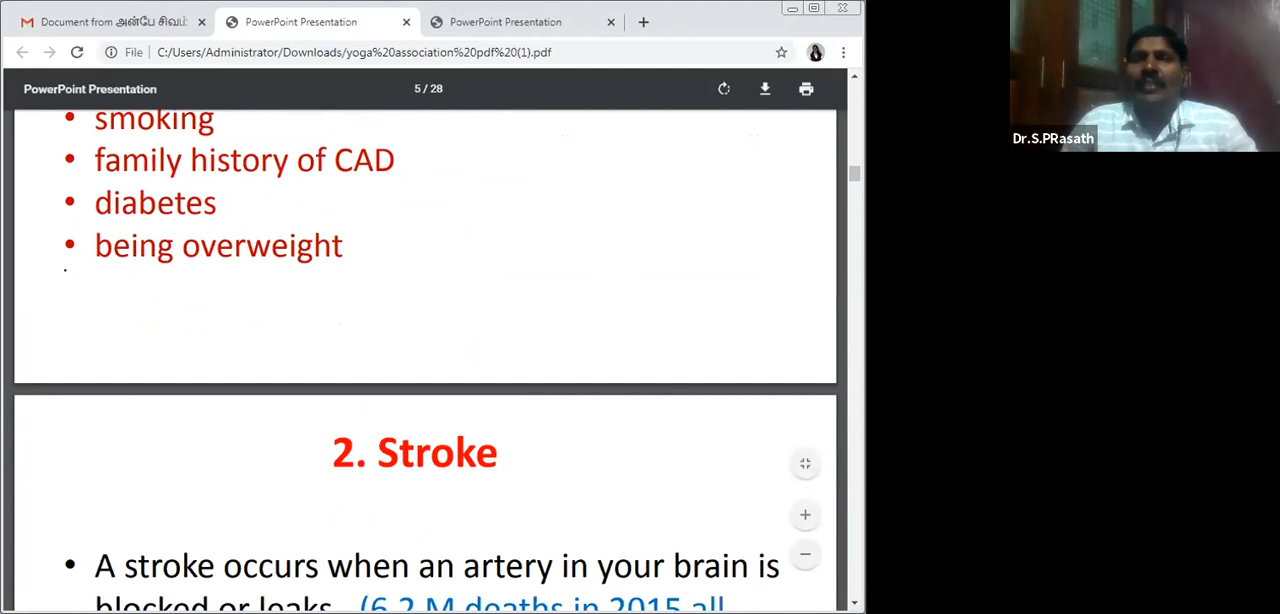 Document from அன்பே சிவம்
PowerPoint Presentation
PowerPoint Presentation
File
C:/Users/Administrator/Downloads/yoga%20association%20pdf%20(1).pdf
PowerPoint Presentation
5 / 28
• smoking
• family history of CAD
• diabetes
• being overweight
.
2. Stroke
• A stroke occurs when an artery in your brain is
blocked or leaks. (6.2 M deaths in 2015 all
Dr.S.PRasath